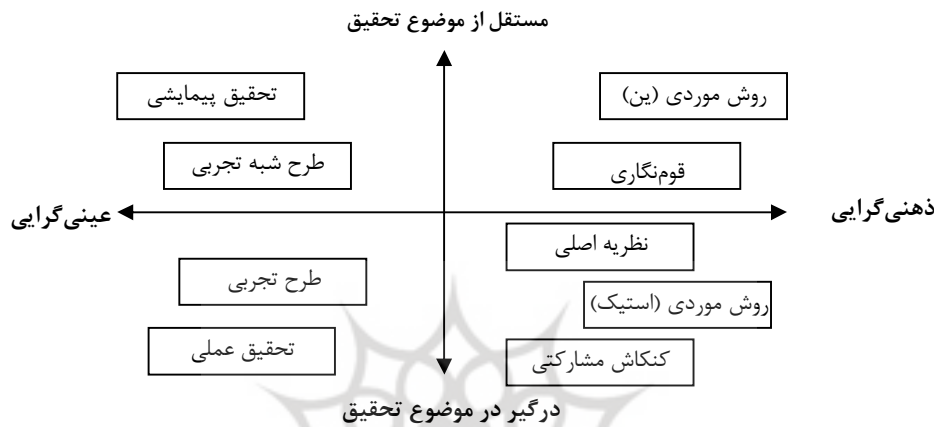 مستقل از موضوع تحقیق
روش موردی (ین)
تحقیق پیمایشی
قوم‌نگاری
طرح شبه تجربی
ذهنی‌گرایی
عینی‌گرایی
نظریه اصلی
طرح تجربی
روش موردی (استیک)
تحقیق عملی
کنکاش مشارکتی
درگیر در موضوع تحقیق